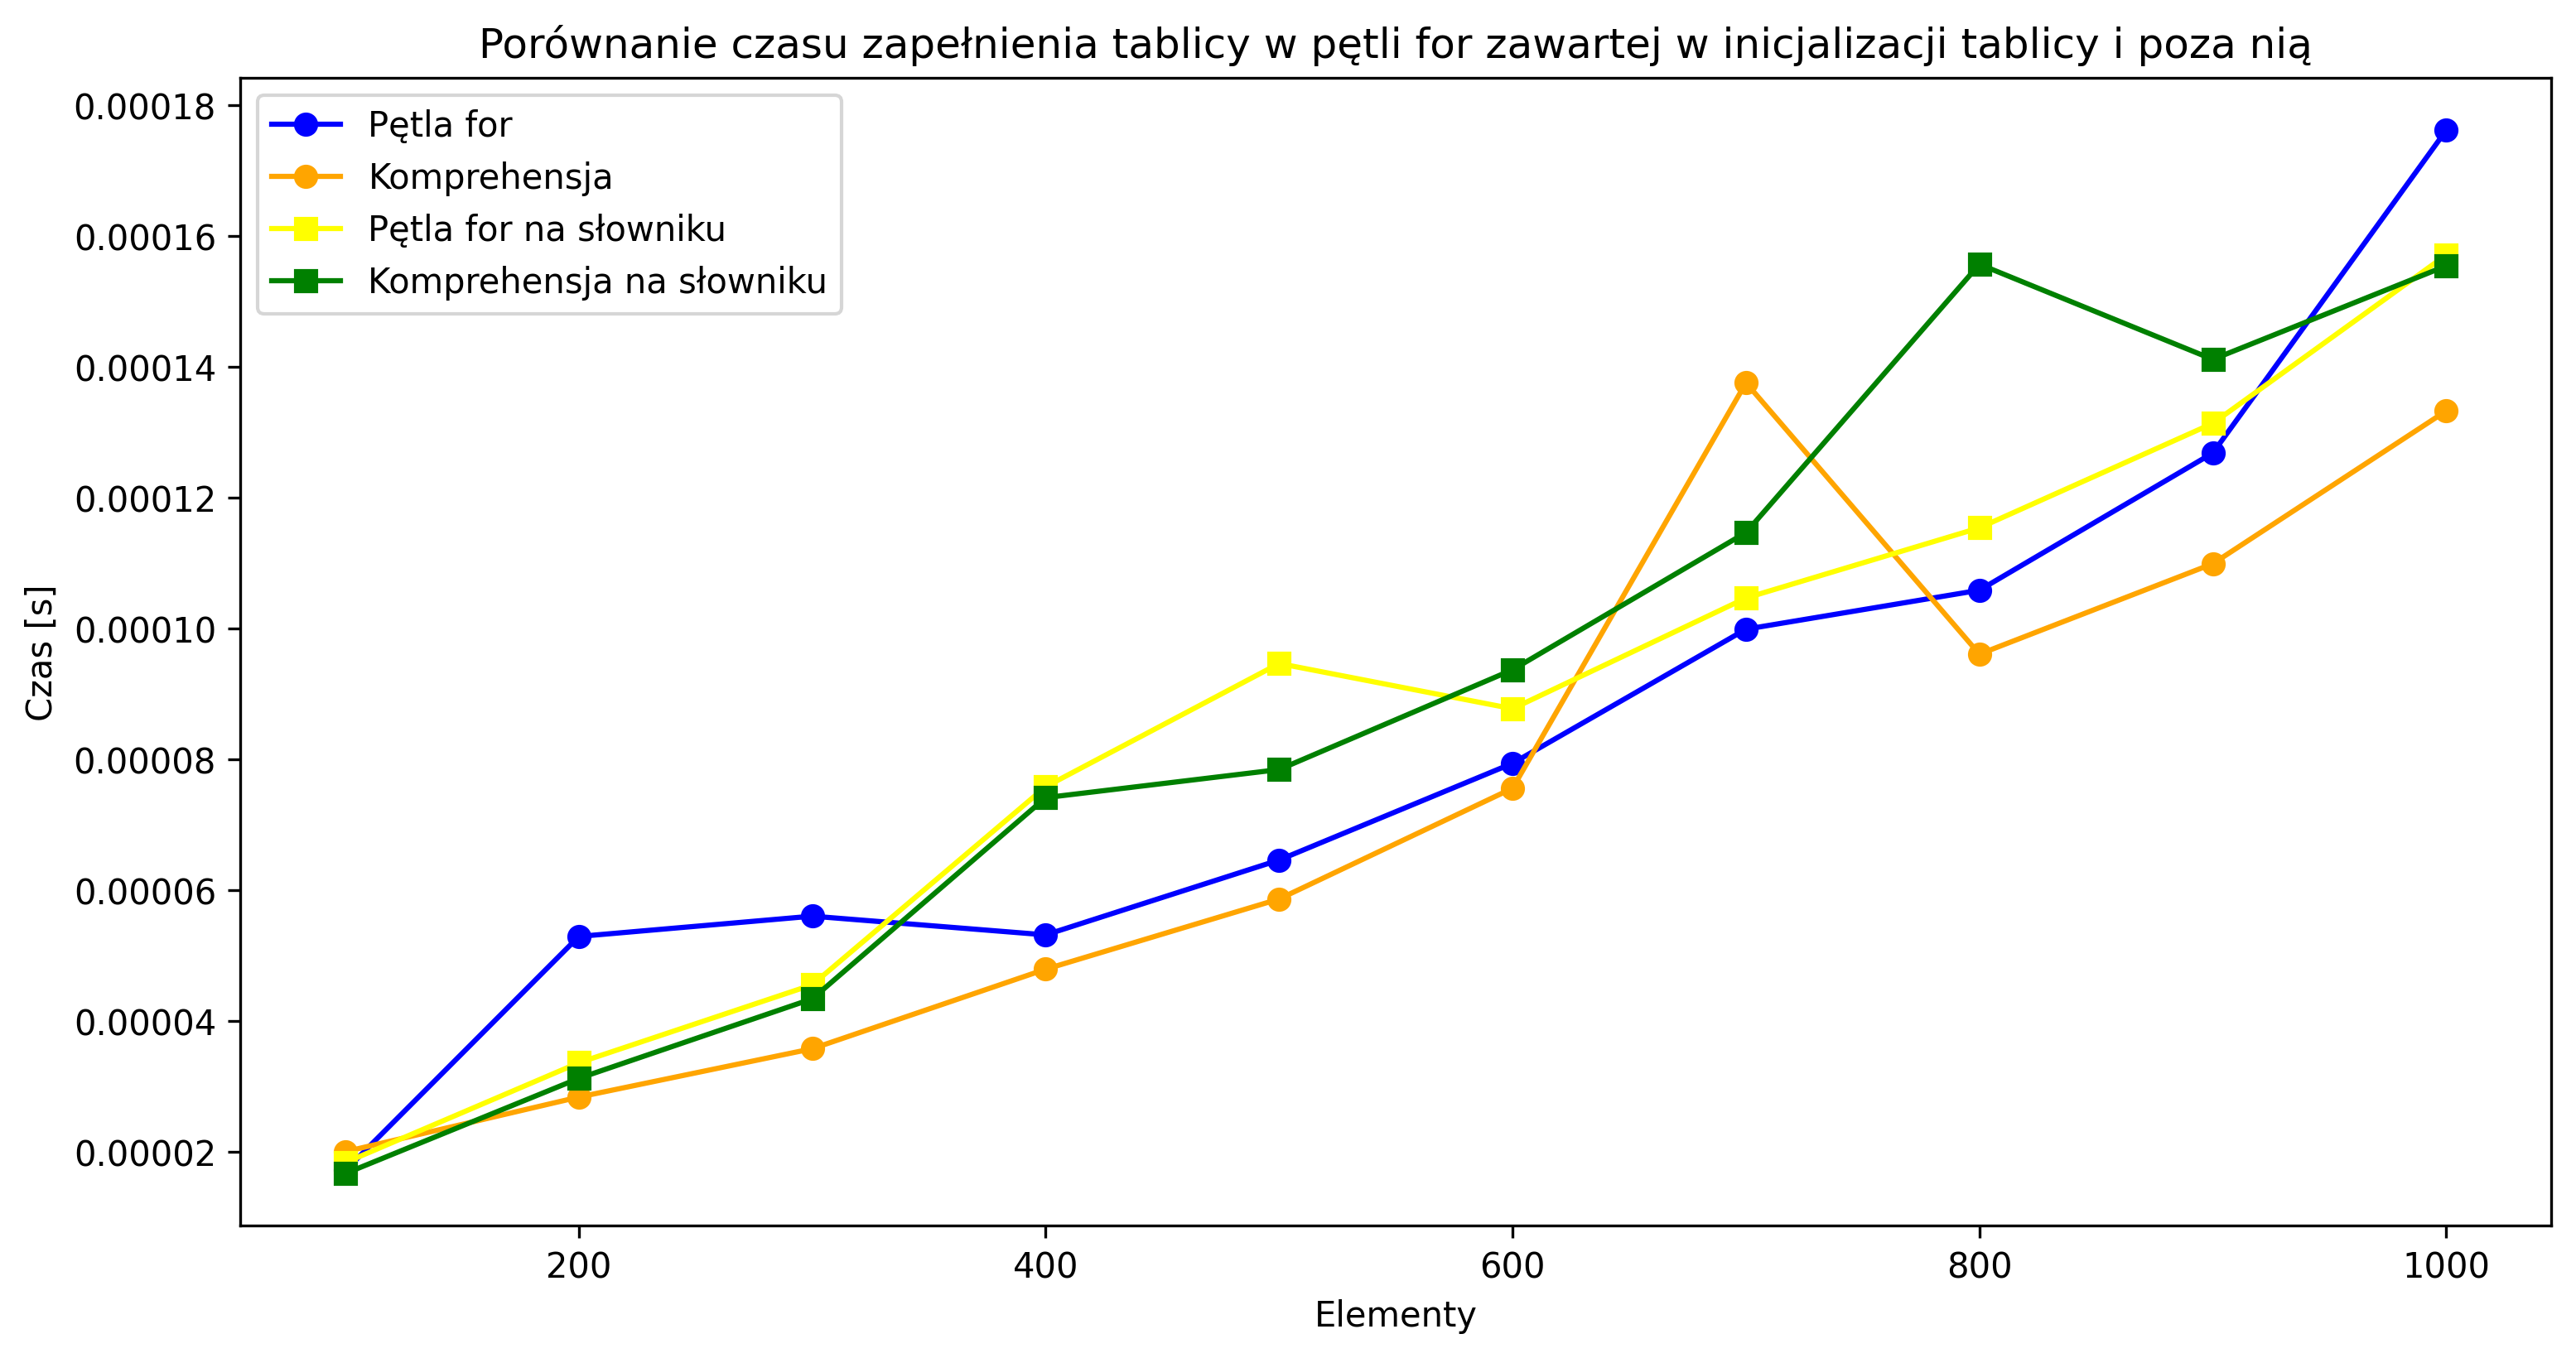 Porównanie czasu zapełnienia tablicy w pętli for zawartej w inicjalizacji tablicy i poza nią
Pętla for
Komprehensja
Pętla for na słowniku
Komprehensja na słowniku
0.00018
0.00016
0.00014
0.00012
0.00010
0.00008
0.00006
0.00004
0.00002
Czas [s]
200 400 600 800 1000
Elementy